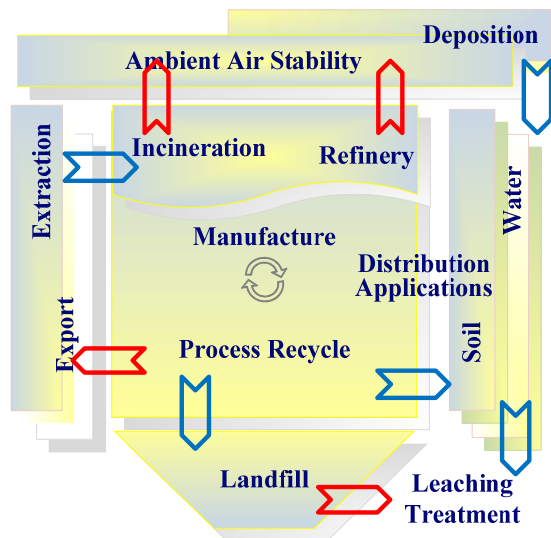 Deposition
Ambient Air Stability
Extraction
Incineration
Refinery
Water
Manufacture
Distribution
Applications
Export
Process Recycle
Soil
Landfill
Leaching
Treatment